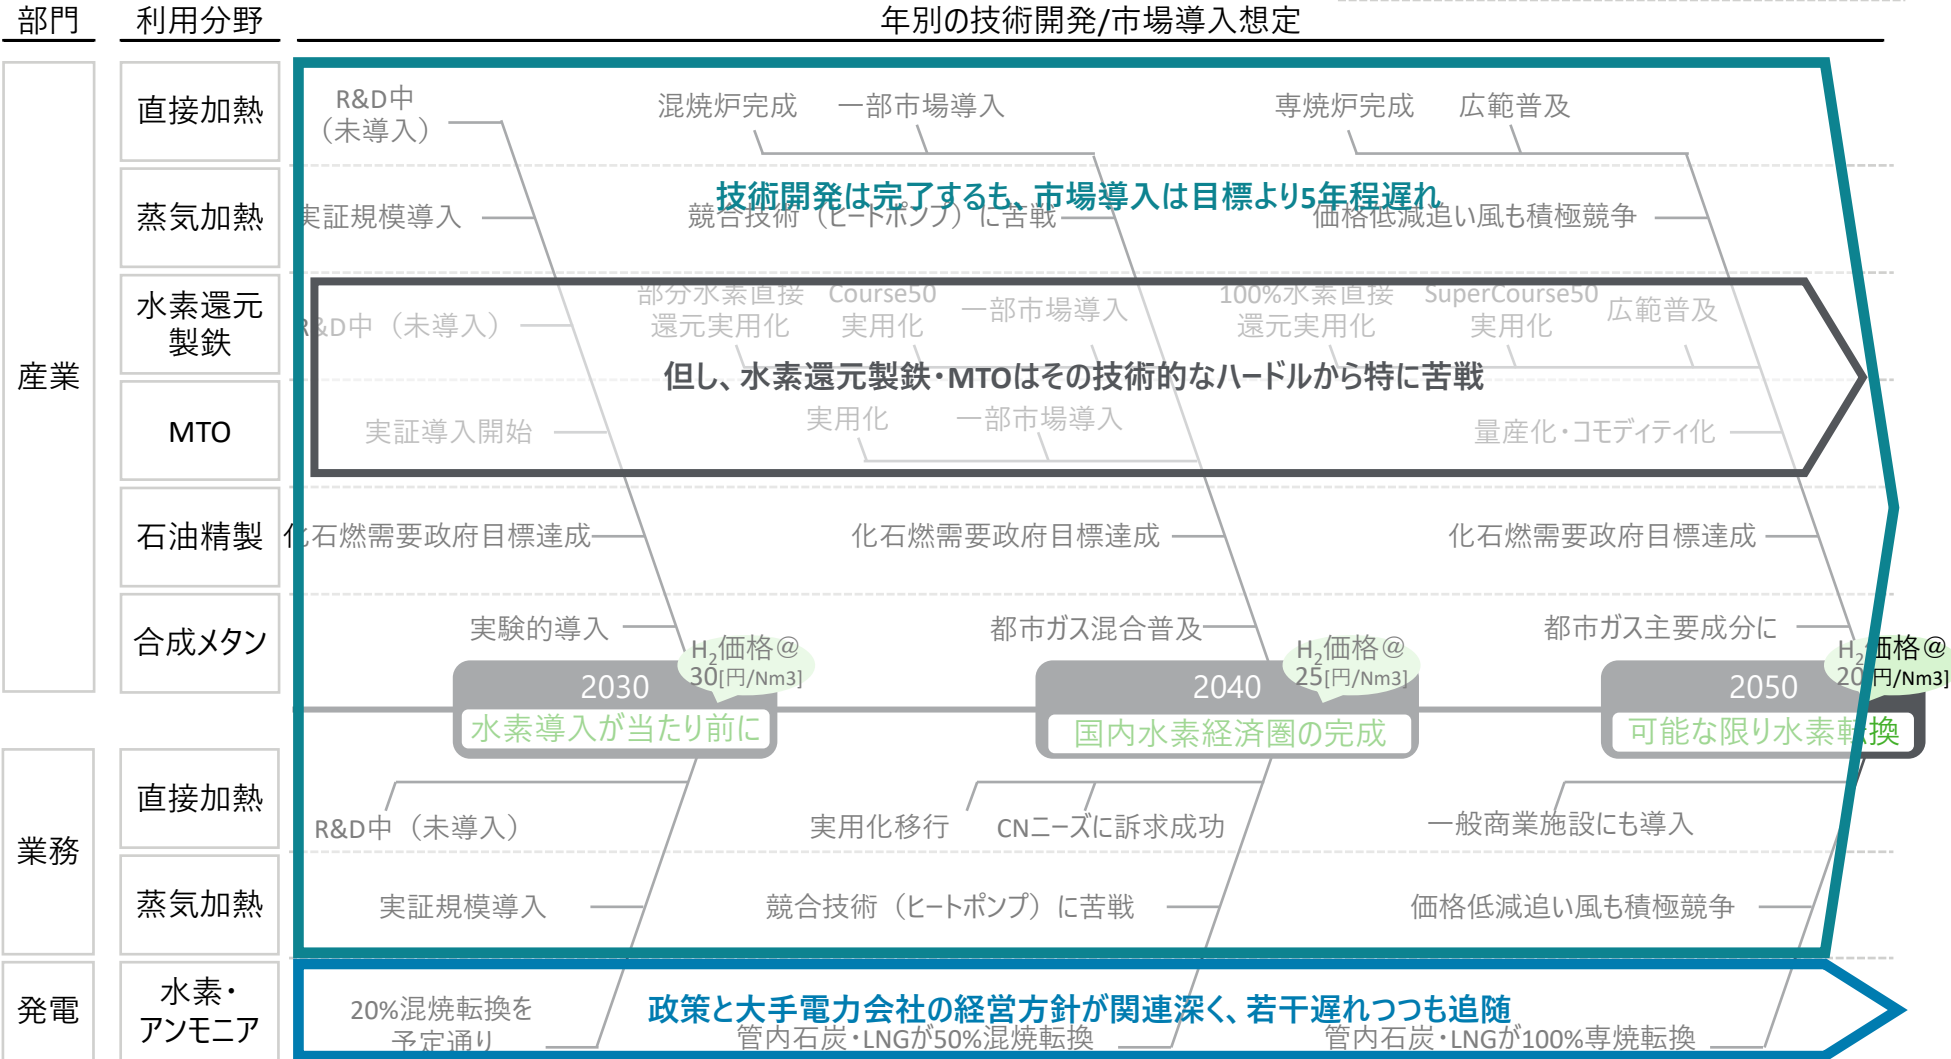 部門
利用分野
年別の技術開発/市場導入想定
産業
直接加熱
R&D中
（未導入）
混焼炉完成
一部市場導入
専焼炉完成
広範普及
技術開発は完了するも、市場導入は目標より5年程遅れ
蒸気加熱
実証規模導入
競合技術（ヒートポンプ）に苦戦
価格低減追い風も積極競争
水素還元
製鉄
R&D中（未導入）
部分水素直接
還元実用化
Course50
実用化
一部市場導入
100%水素直接
還元実用化
SuperCourse50
実用化
広範普及
但し、水素還元製鉄・MTOはその技術的なハードルから特に苦戦
MTO
実証導入開始
実用化
一部市場導入
量産化・コモディティ化
石油精製
化石燃需要政府目標達成
化石燃需要政府目標達成
化石燃需要政府目標達成
合成メタン
実験的導入
都市ガス混合普及
都市ガス主要成分に
H2価格＠
30[円/Nm3]
H2価格＠
25[円/Nm3]
H2価格＠
20[円/Nm3]
2030
水素導入が当たり前に
2040
国内水素経済圏の完成
2050
可能な限り水素転換
業務
直接加熱
R&D中（未導入）
実用化移行
CNニーズに訴求成功
一般商業施設にも導入
蒸気加熱
実証規模導入
競合技術（ヒートポンプ）に苦戦
価格低減追い風も積極競争
発電
水素・
アンモニア
政策と大手電力会社の経営方針が関連深く、若干遅れつつも追随
20%混焼転換を
予定通り
管内石炭・LNGが50%混焼転換
管内石炭・LNGが100%専焼転換